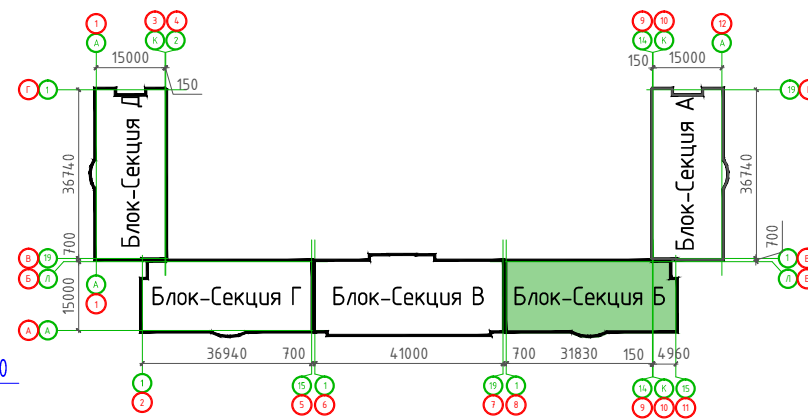 1 3 4 9 10 12
А К 2 14 К А
15000 150 15000
150
Г 1 19
Блок-Секция Д
Блок-Секция А
36740
36740
700
700
В 19 1 В
Б Л Л
А
1
15000
Блок-Секция Г Блок-Секция В Блок-Секция Б
А А
36940 700 41000 700 31830 150 4960
0
1 15 1 19 1 14 К 15
2 5 6 7 8 9 10 11